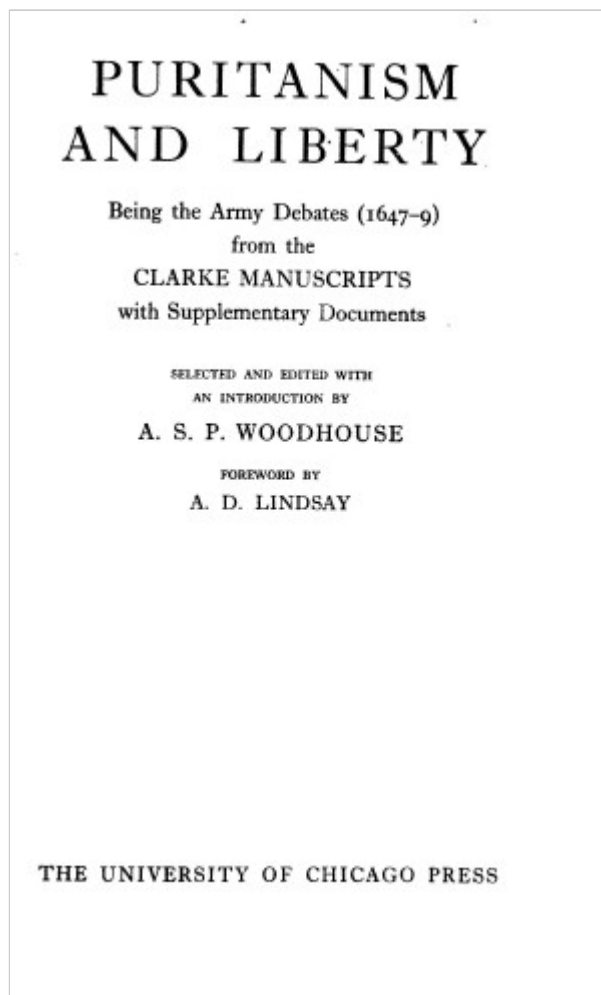 PURITANISM
AND LIBERTY
Being the Army Debates (1647–9)
from the
CLARKE MANUSCRIPTS
with Supplementary Documents
SELECTED AND EDITED WITH
AN INTRODUCTION BY
A. S. P. WOODHOUSE
FOREWORD BY
A. D. LINDSAY
THE UNIVERSITY OF CHICAGO PRESS